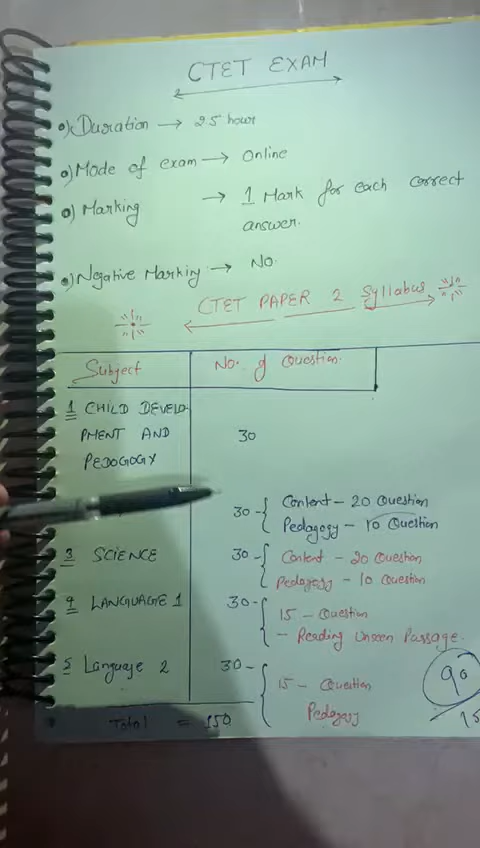 CTET EXAM
Duration → 2.5 hour
Mode of exam → Online
Marking → 1 Mark for each correct
answer.
Negative Marking → No.
CTET PAPER 2 Syllabus
Subject No. of Question.
1 CHILD DEVELO-
PMENT AND 30
PEDOGOGY
30 - Content - 20 Question
Pedagogy - 10 Question
3 SCIENCE 30 - Content - 20 Question
Pedagogy - 10 Question
4 LANGUAGE 1 30 - 15 - Question
- Reading Unseen Passage.
5 Language 2 30 - 15 - Question
Pedagogy
90
Total = 150